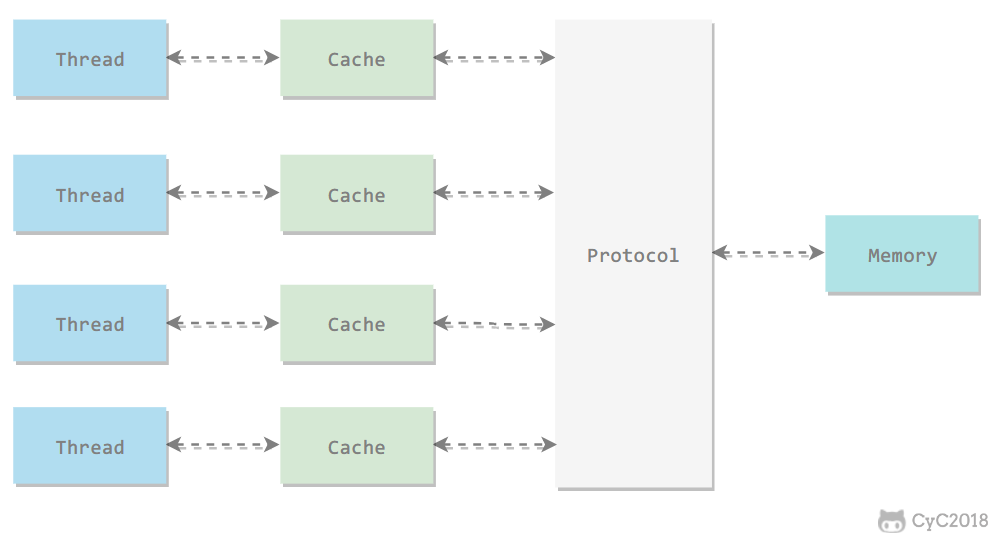 Thread
Cache
Thread
Cache
Protocol
Memory
Thread
Cache
Thread
Cache
CyC2018